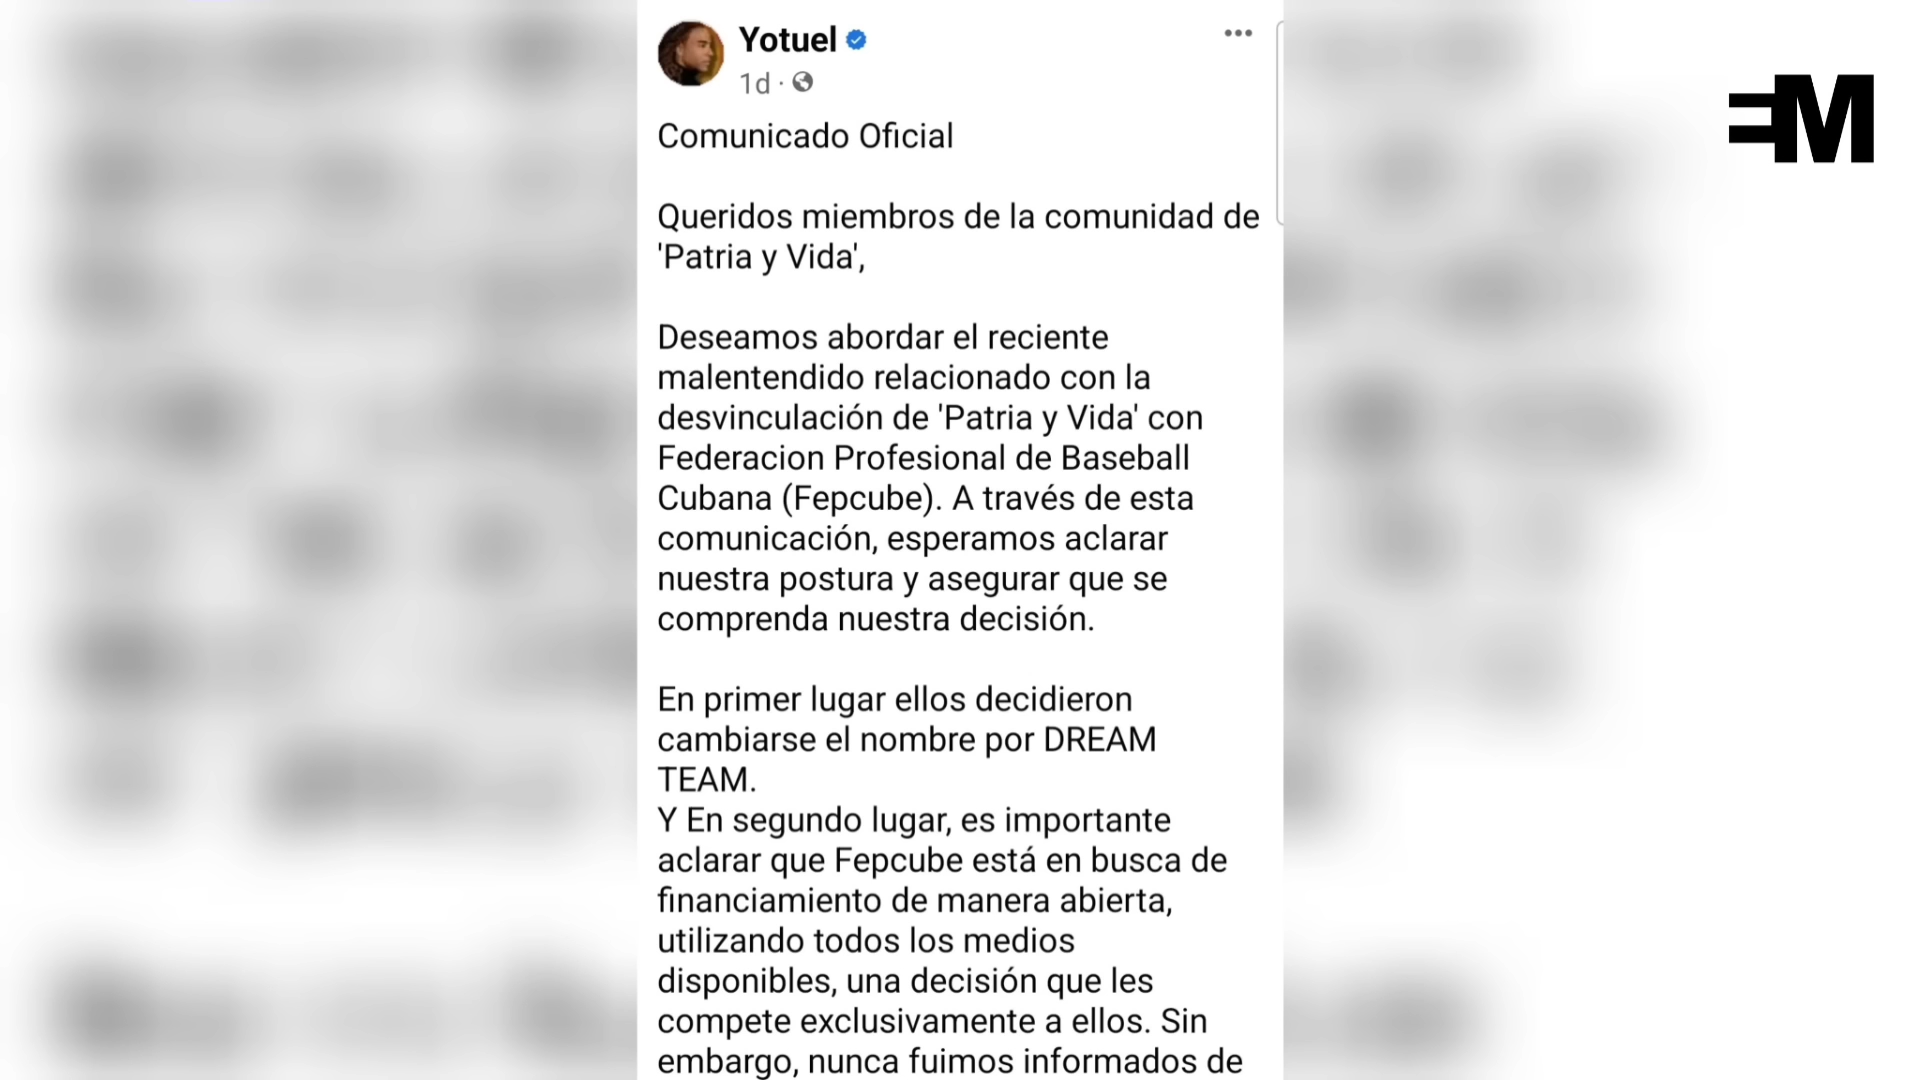 Yotuel
1d ·
Comunicado Oficial
Queridos miembros de la comunidad de
'Patria y Vida',
Deseamos abordar el reciente
malentendido relacionado con la
desvinculación de 'Patria y Vida' con
Federacion Profesional de Baseball
Cubana (Fepcube). A través de esta
comunicación, esperamos aclarar
nuestra postura y asegurar que se
comprenda nuestra decisión.
En primer lugar ellos decidieron
cambiarse el nombre por DREAM
TEAM.
Y En segundo lugar, es importante
aclarar que Fepcube está en busca de
financiamiento de manera abierta,
utilizando todos los medios
disponibles, una decisión que les
compete exclusivamente a ellos. Sin
embargo, nunca fuimos informados de
EM